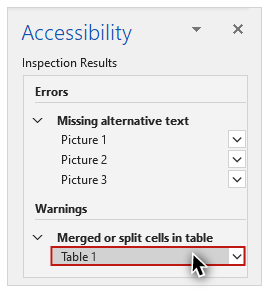 Accessibility
Inspection Results
Errors
Missing alternative text
Picture 1
Picture 2
Picture 3
Warnings
Merged or split cells in table
Table 1